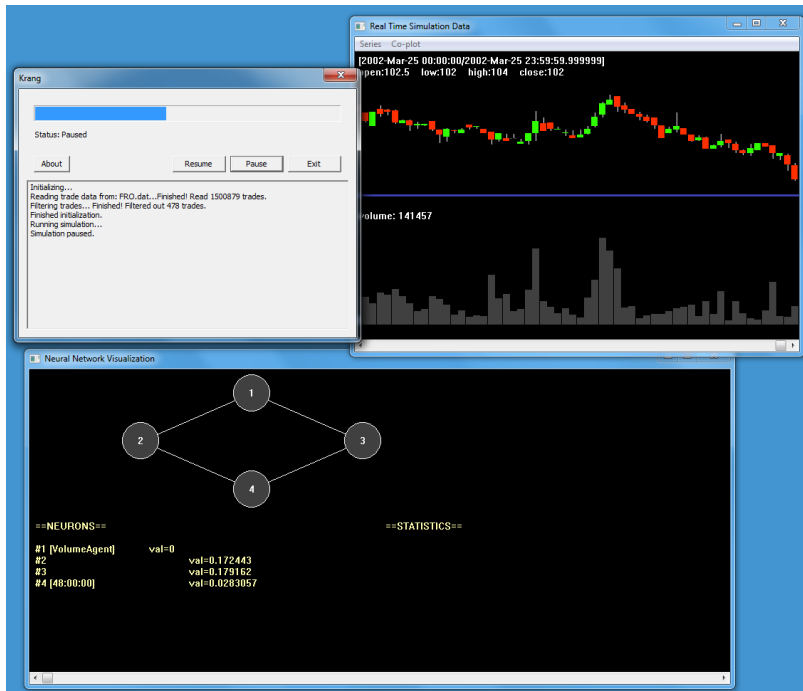 Real Time Simulation Data
Series Co-plot
[2002-Mar-25 00:00:00/2002-Mar-25 23:59:59.999999]
open:102.5 low:102 high:104 close:102
volume: 141457
Krang
Status: Paused
About Resume Pause Exit
Initializing...
Reading trade data from: FRO.dat...Finished! Read 1500879 trades.
Filtering trades... Finished! Filtered out 478 trades.
Finished initialization.
Running simulation...
Simulation paused.
Neural Network Visualization
1
2 3
4
==NEURONS== ==STATISTICS==
#1 [VolumeAgent] val=0
#2 val=0.172443
#3 val=0.179162
#4 [48:00:00] val=0.0283057